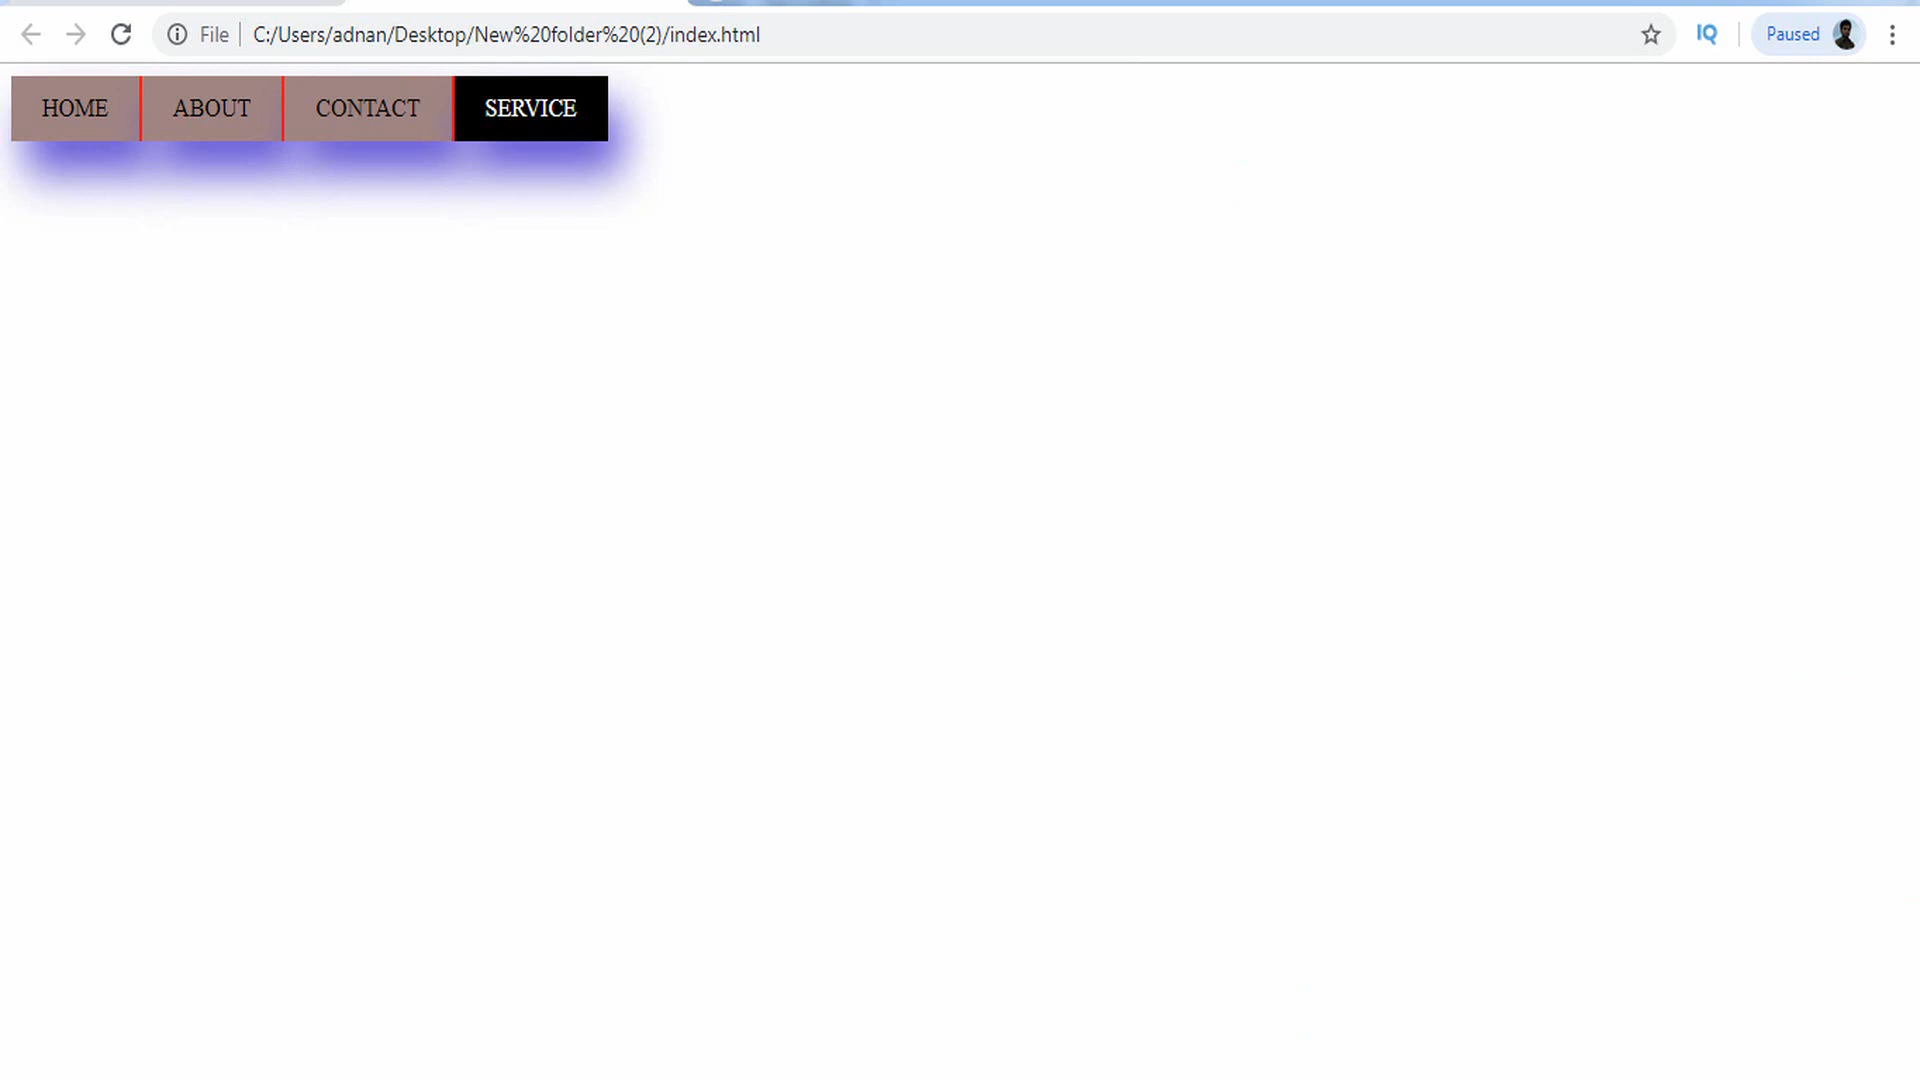 File C:/Users/adnan/Desktop/New%20folder%20(2)/index.html IQ Paused
HOME ABOUT CONTACT SERVICE